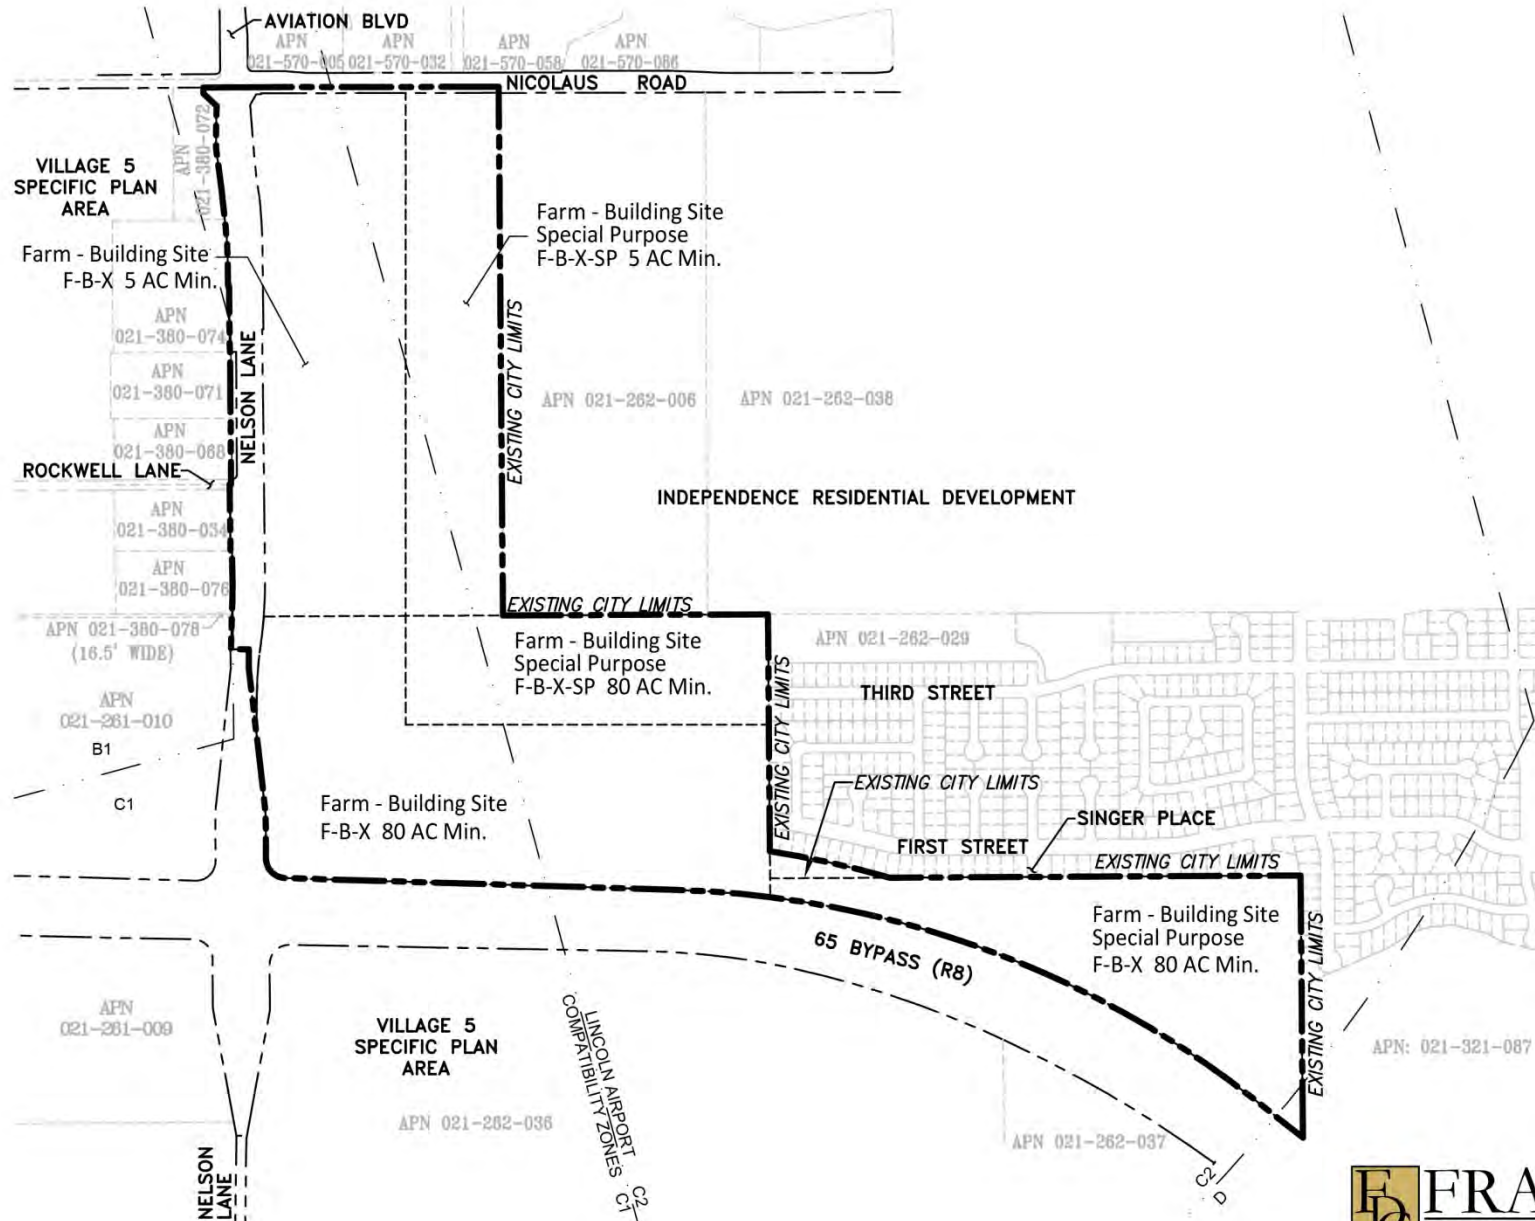 AVIATION BLVD
APN
021-570-005
APN
021-570-032
APN
021-570-058
APN
021-570-086
NICOLAUS ROAD
APN
021-380-072
VILLAGE 5
SPECIFIC PLAN
AREA
Farm - Building Site
Special Purpose
F-B-X-SP 5 AC Min.
Farm - Building Site
F-B-X 5 AC Min.
APN
021-380-074
NELSON LANE
EXISTING CITY LIMITS
APN
021-380-071
APN 021-262-006
APN 021-262-038
APN
021-380-068
ROCKWELL LANE
INDEPENDENCE RESIDENTIAL DEVELOPMENT
APN
021-380-034
APN
021-380-076
EXISTING CITY LIMITS
APN 021-380-078
(16.5' WIDE)
Farm - Building Site
Special Purpose
F-B-X-SP 80 AC Min.
APN 021-262-029
THIRD STREET
EXISTING CITY LIMITS
APN
021-261-010
B1
C1
EXISTING CITY LIMITS
Farm - Building Site
F-B-X 80 AC Min.
SINGER PLACE
FIRST STREET
EXISTING CITY LIMITS
Farm - Building Site
Special Purpose
F-B-X 80 AC Min.
65 BYPASS (R8)
EXISTING CITY LIMITS
APN
021-261-009
VILLAGE 5
SPECIFIC PLAN
AREA
LINCOLN AIRPORT
COMPATIBILITY ZONES
C2
C1
APN: 021-321-087
APN 021-262-036
APN 021-262-037
C2
D
NELSON
LANE
FRA